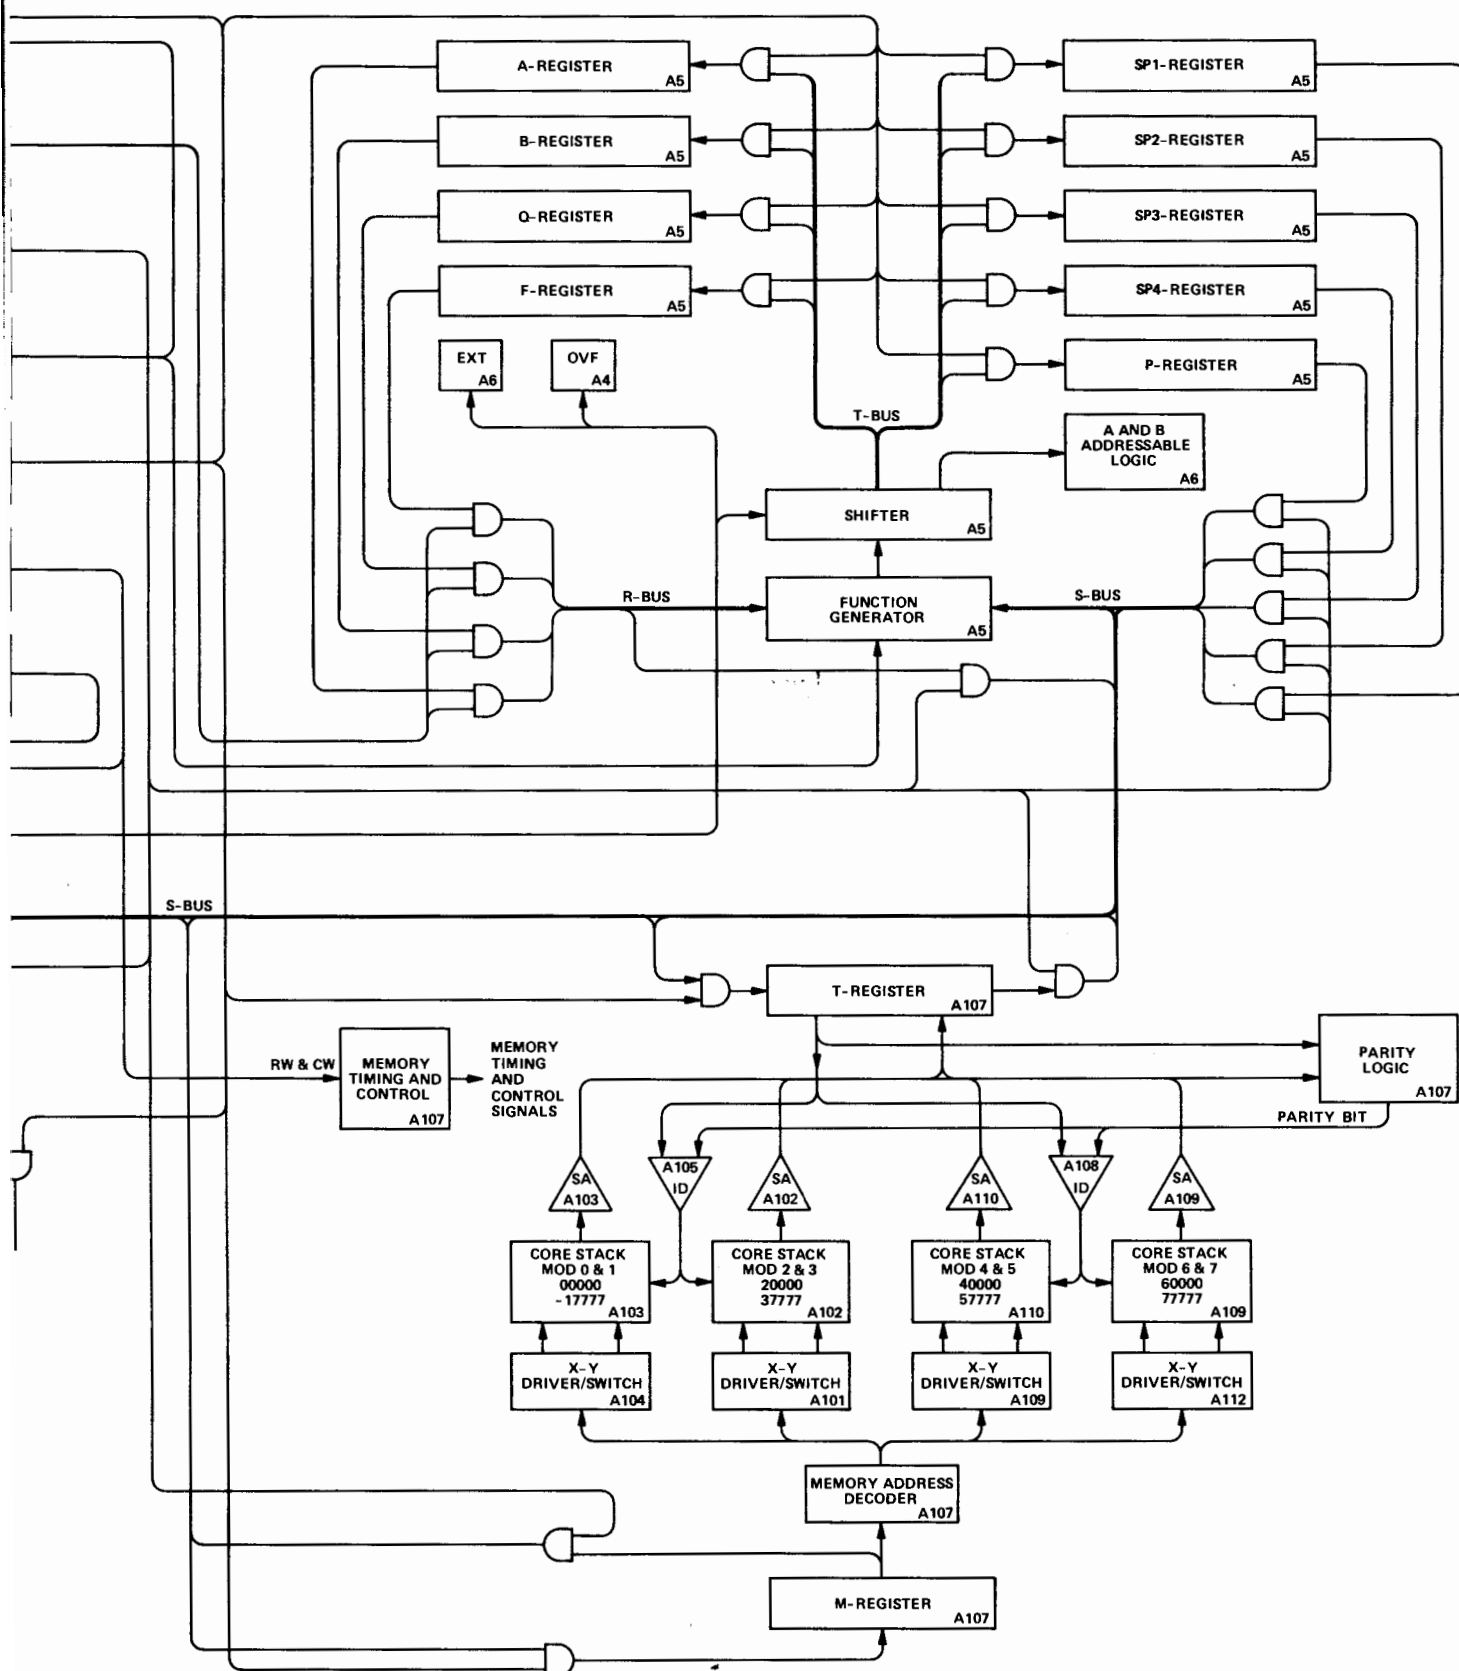 A-REGISTER
A5
SP1-REGISTER
A5
B-REGISTER
A5
SP2-REGISTER
A5
Q-REGISTER
A5
SP3-REGISTER
A5
F-REGISTER
A5
SP4-REGISTER
A5
EXT
A6
OVF
A4
P-REGISTER
A5
T-BUS
A AND B
ADDRESSABLE
LOGIC
A6
SHIFTER
A5
R-BUS
FUNCTION
GENERATOR
A5
S-BUS
S-BUS
T-REGISTER
A107
RW & CW
MEMORY
TIMING AND
CONTROL
A107
MEMORY
TIMING
AND
CONTROL
SIGNALS
PARITY
LOGIC
A107
PARITY BIT
SA
A103
A105
ID
SA
A102
SA
A110
A108
ID
SA
A109
CORE STACK
MOD 0 & 1
00000
-17777
A103
CORE STACK
MOD 2 & 3
20000
37777
A102
CORE STACK
MOD 4 & 5
40000
57777
A110
CORE STACK
MOD 6 & 7
60000
77777
A109
X-Y
DRIVER/SWITCH
A104
X-Y
DRIVER/SWITCH
A101
X-Y
DRIVER/SWITCH
A109
X-Y
DRIVER/SWITCH
A112
MEMORY ADDRESS
DECODER
A107
M-REGISTER
A107